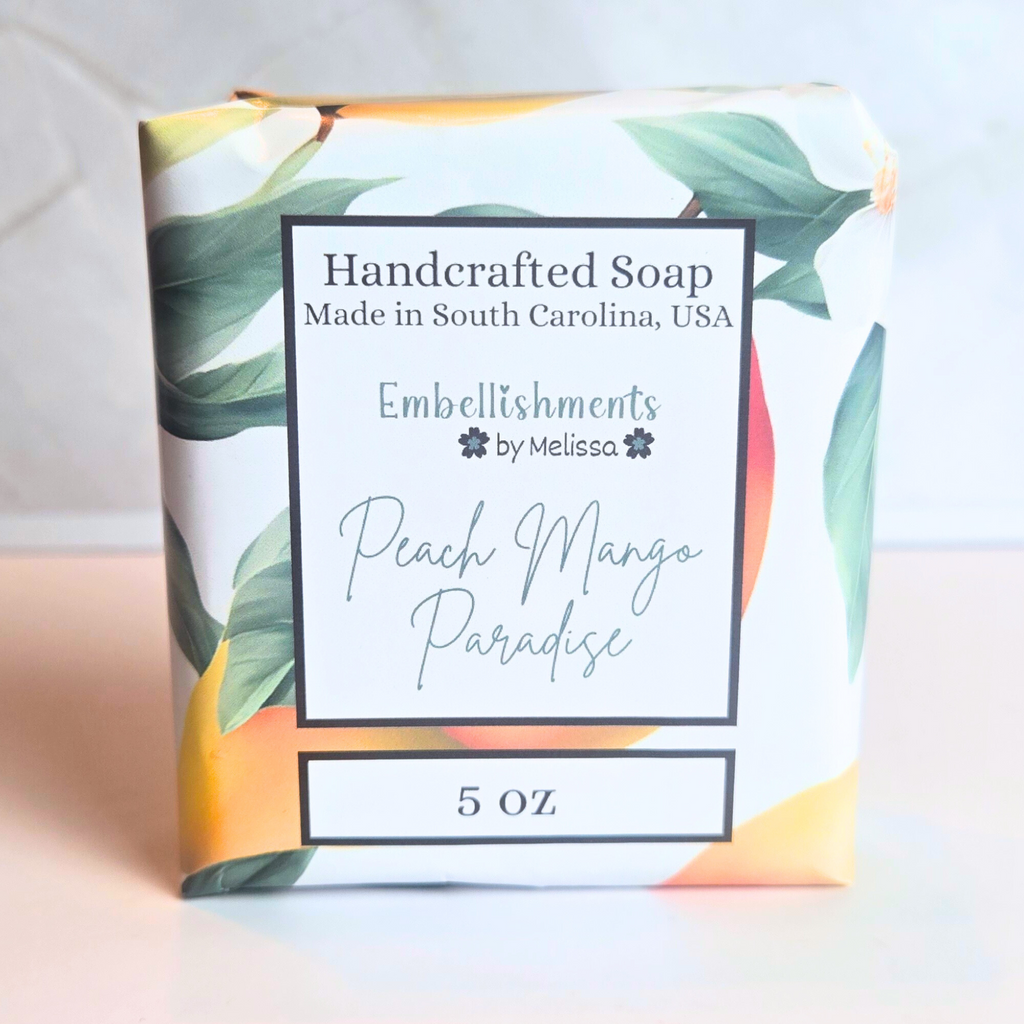 Handcrafted Soap
Made in South Carolina, USA
Embellishments
by Melissa
Peach Mango
Paradise
5 oz